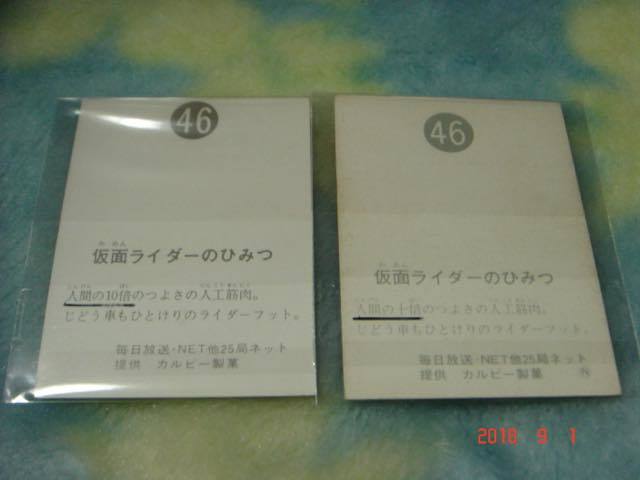 46
仮面ライダーのひみつ
人間の10倍のつよさの人工筋肉。
じどう車もひとけりのライダーフット。
毎日放送・NET他25局ネット
提供 カルビー製菓
46
仮面ライダーのひみつ
人間の十倍のつよさの人工筋肉。
じどう車もひとけりのライダーフット。
毎日放送・NET他25局ネット
提供 カルビー製菓
2018 9 1